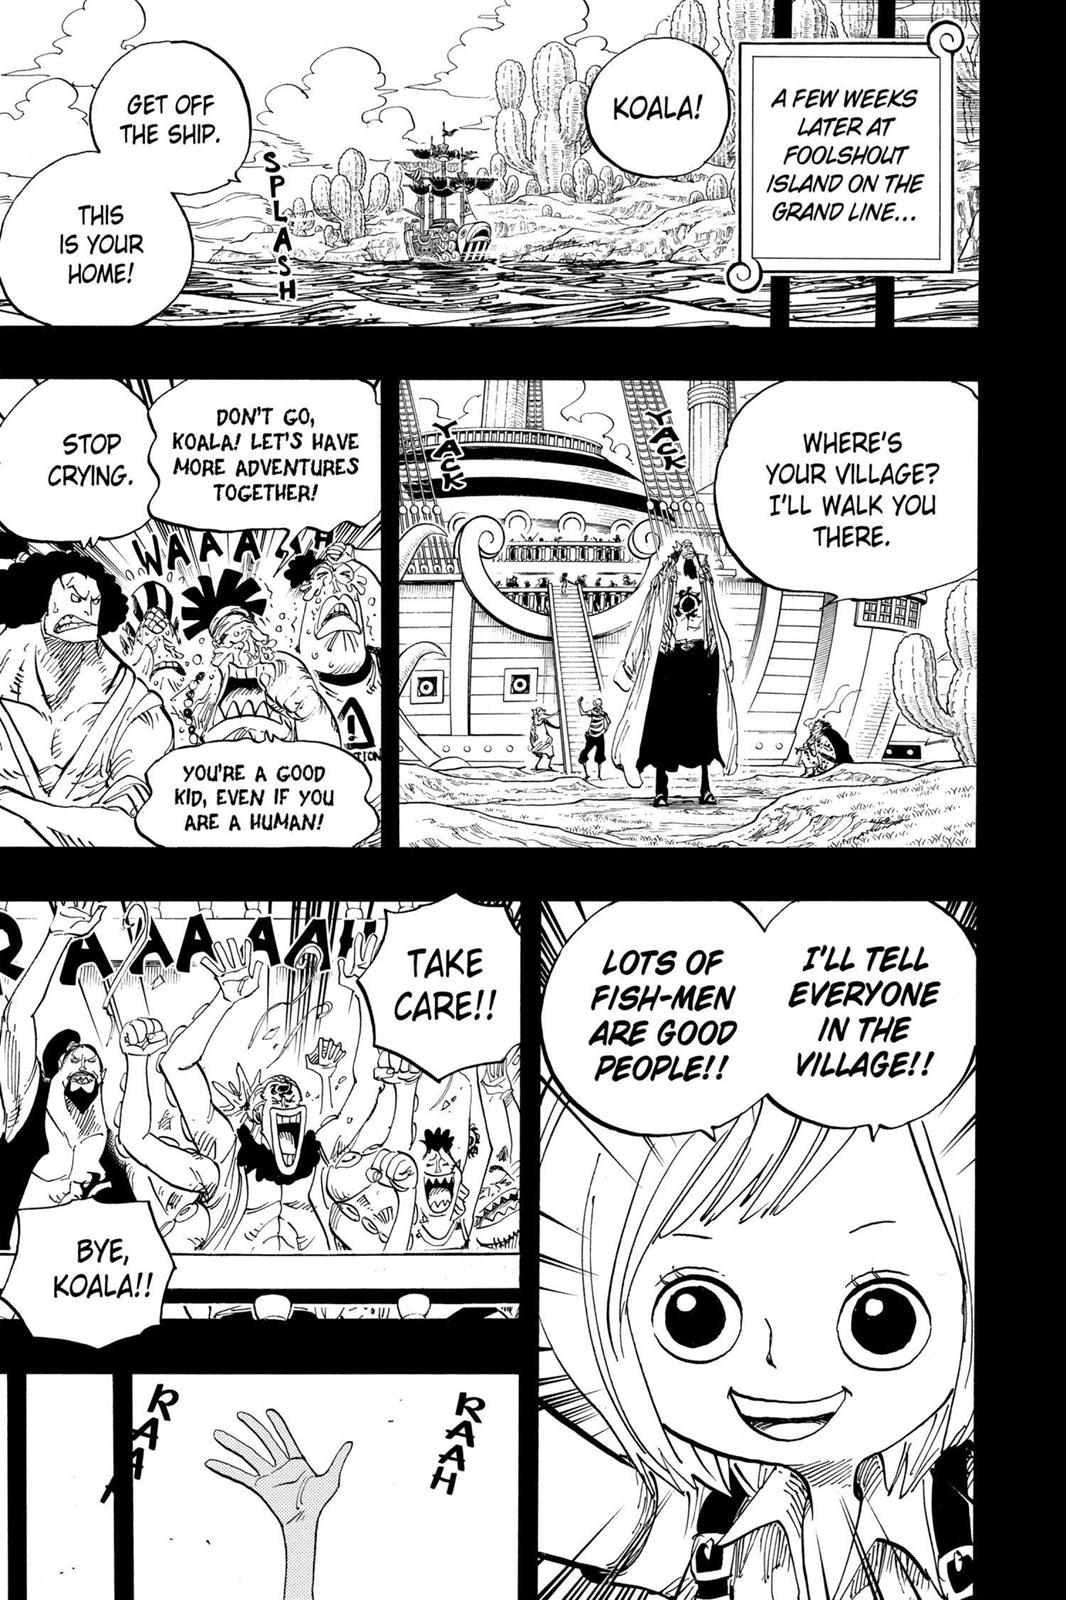 A FEW WEEKS
LATER AT
FOOLSHOUT
ISLAND ON THE
GRAND LINE...
KOALA!
GET OFF
THE SHIP.
THIS
IS YOUR
HOME!
SPLASH
WHERE'S
YOUR VILLAGE?
I'LL WALK YOU
THERE.
YACK
YACK
DON'T GO,
KOALA! LET'S HAVE
MORE ADVENTURES
TOGETHER!
STOP
CRYING.
YOU'RE A GOOD
KID, EVEN IF YOU
ARE A HUMAN!
I'LL TELL
EVERYONE
IN THE
VILLAGE!!
LOTS OF
FISH-MEN
ARE GOOD
PEOPLE!!
TAKE
CARE!!
RAAAAAH
BYE,
KOALA!!
RAAH
RAA